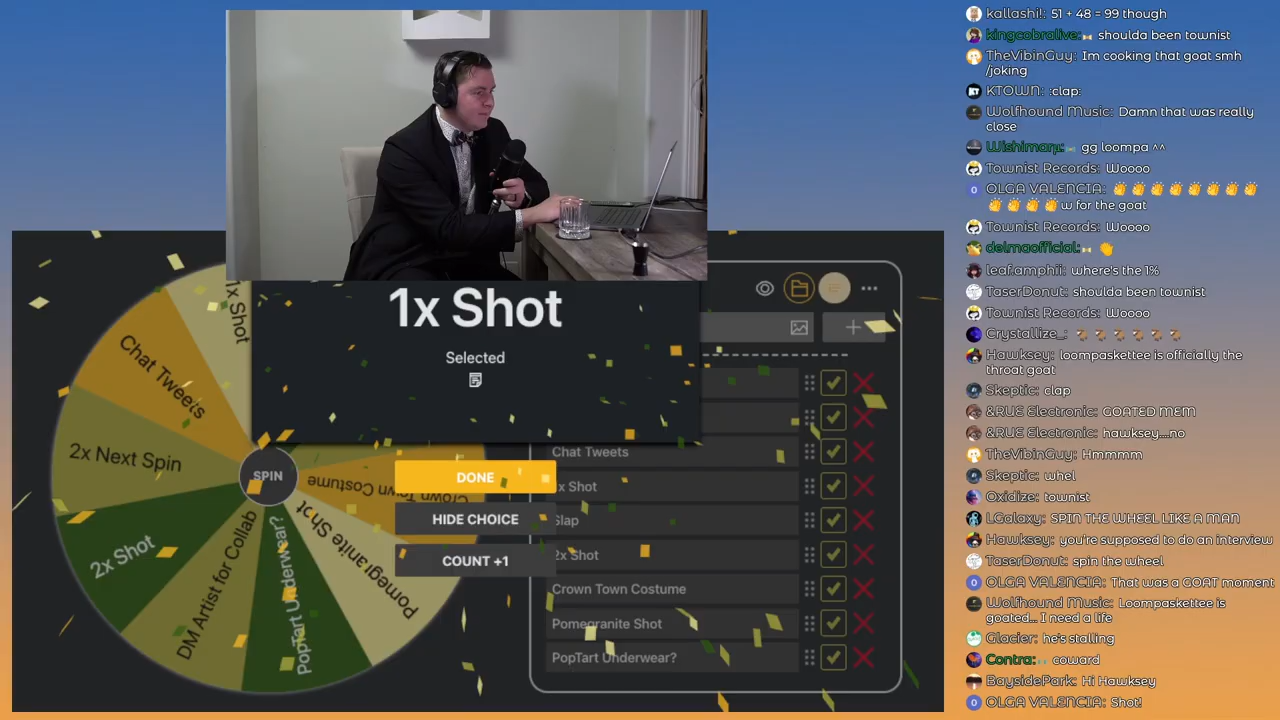 1x Shot
Selected
DONE
HIDE CHOICE
COUNT +1
1x Shot
Chat Tweets
2x Next Spin
2x Shot
DM Artist for Collab
PopTart Underwear?
Pomegranite Shot
Crown Town Costume
SPIN
Chat Tweets
x Shot
Slap
2x Shot
Crown Town Costume
Pomegranite Shot
PopTart Underwear?
kallashi!: 51 + 48 = 99 though
kingcobralive: shoulda been townist
TheVibinGuy: Im cooking that goat smh
/joking
KTOWN: :clap:
Wolfhound Music: Damn that was really
close
Wishimaru: gg loompa ^^
Townist Records: Woooo
OLGA VALENCIA: 👏👏👏👏👏👏👏👏
👏👏👏👏 w for the goat
Townist Records: Woooo
delmaofficial: 👏
leaf.amphii: where's the 1%
TaserDonut: shoulda been townist
Townist Records: Woooo
Crystallize_: 🐐🐐🐐🐐🐐🐐
Hawksey: loompaskettee is officially the
throat goat
Skeptic: clap
&RUE Electronic: GOATED MEM
&RUE Electronic: hawksey....no
TheVibinGuy: Hmmmm
Skeptic: whel
Oxidize: townist
LGalaxy: SPIN THE WHEEL LIKE A MAN
Hawksey: you're supposed to do an interview
TaserDonut: spin the wheel
OLGA VALENCIA: That was a GOAT moment
Wolfhound Music: Loompaskettee is
goated... I need a life
Glacier: he's stalling
Contra: coward
BaysidePark: Hi Hawksey
OLGA VALENCIA: Shot!